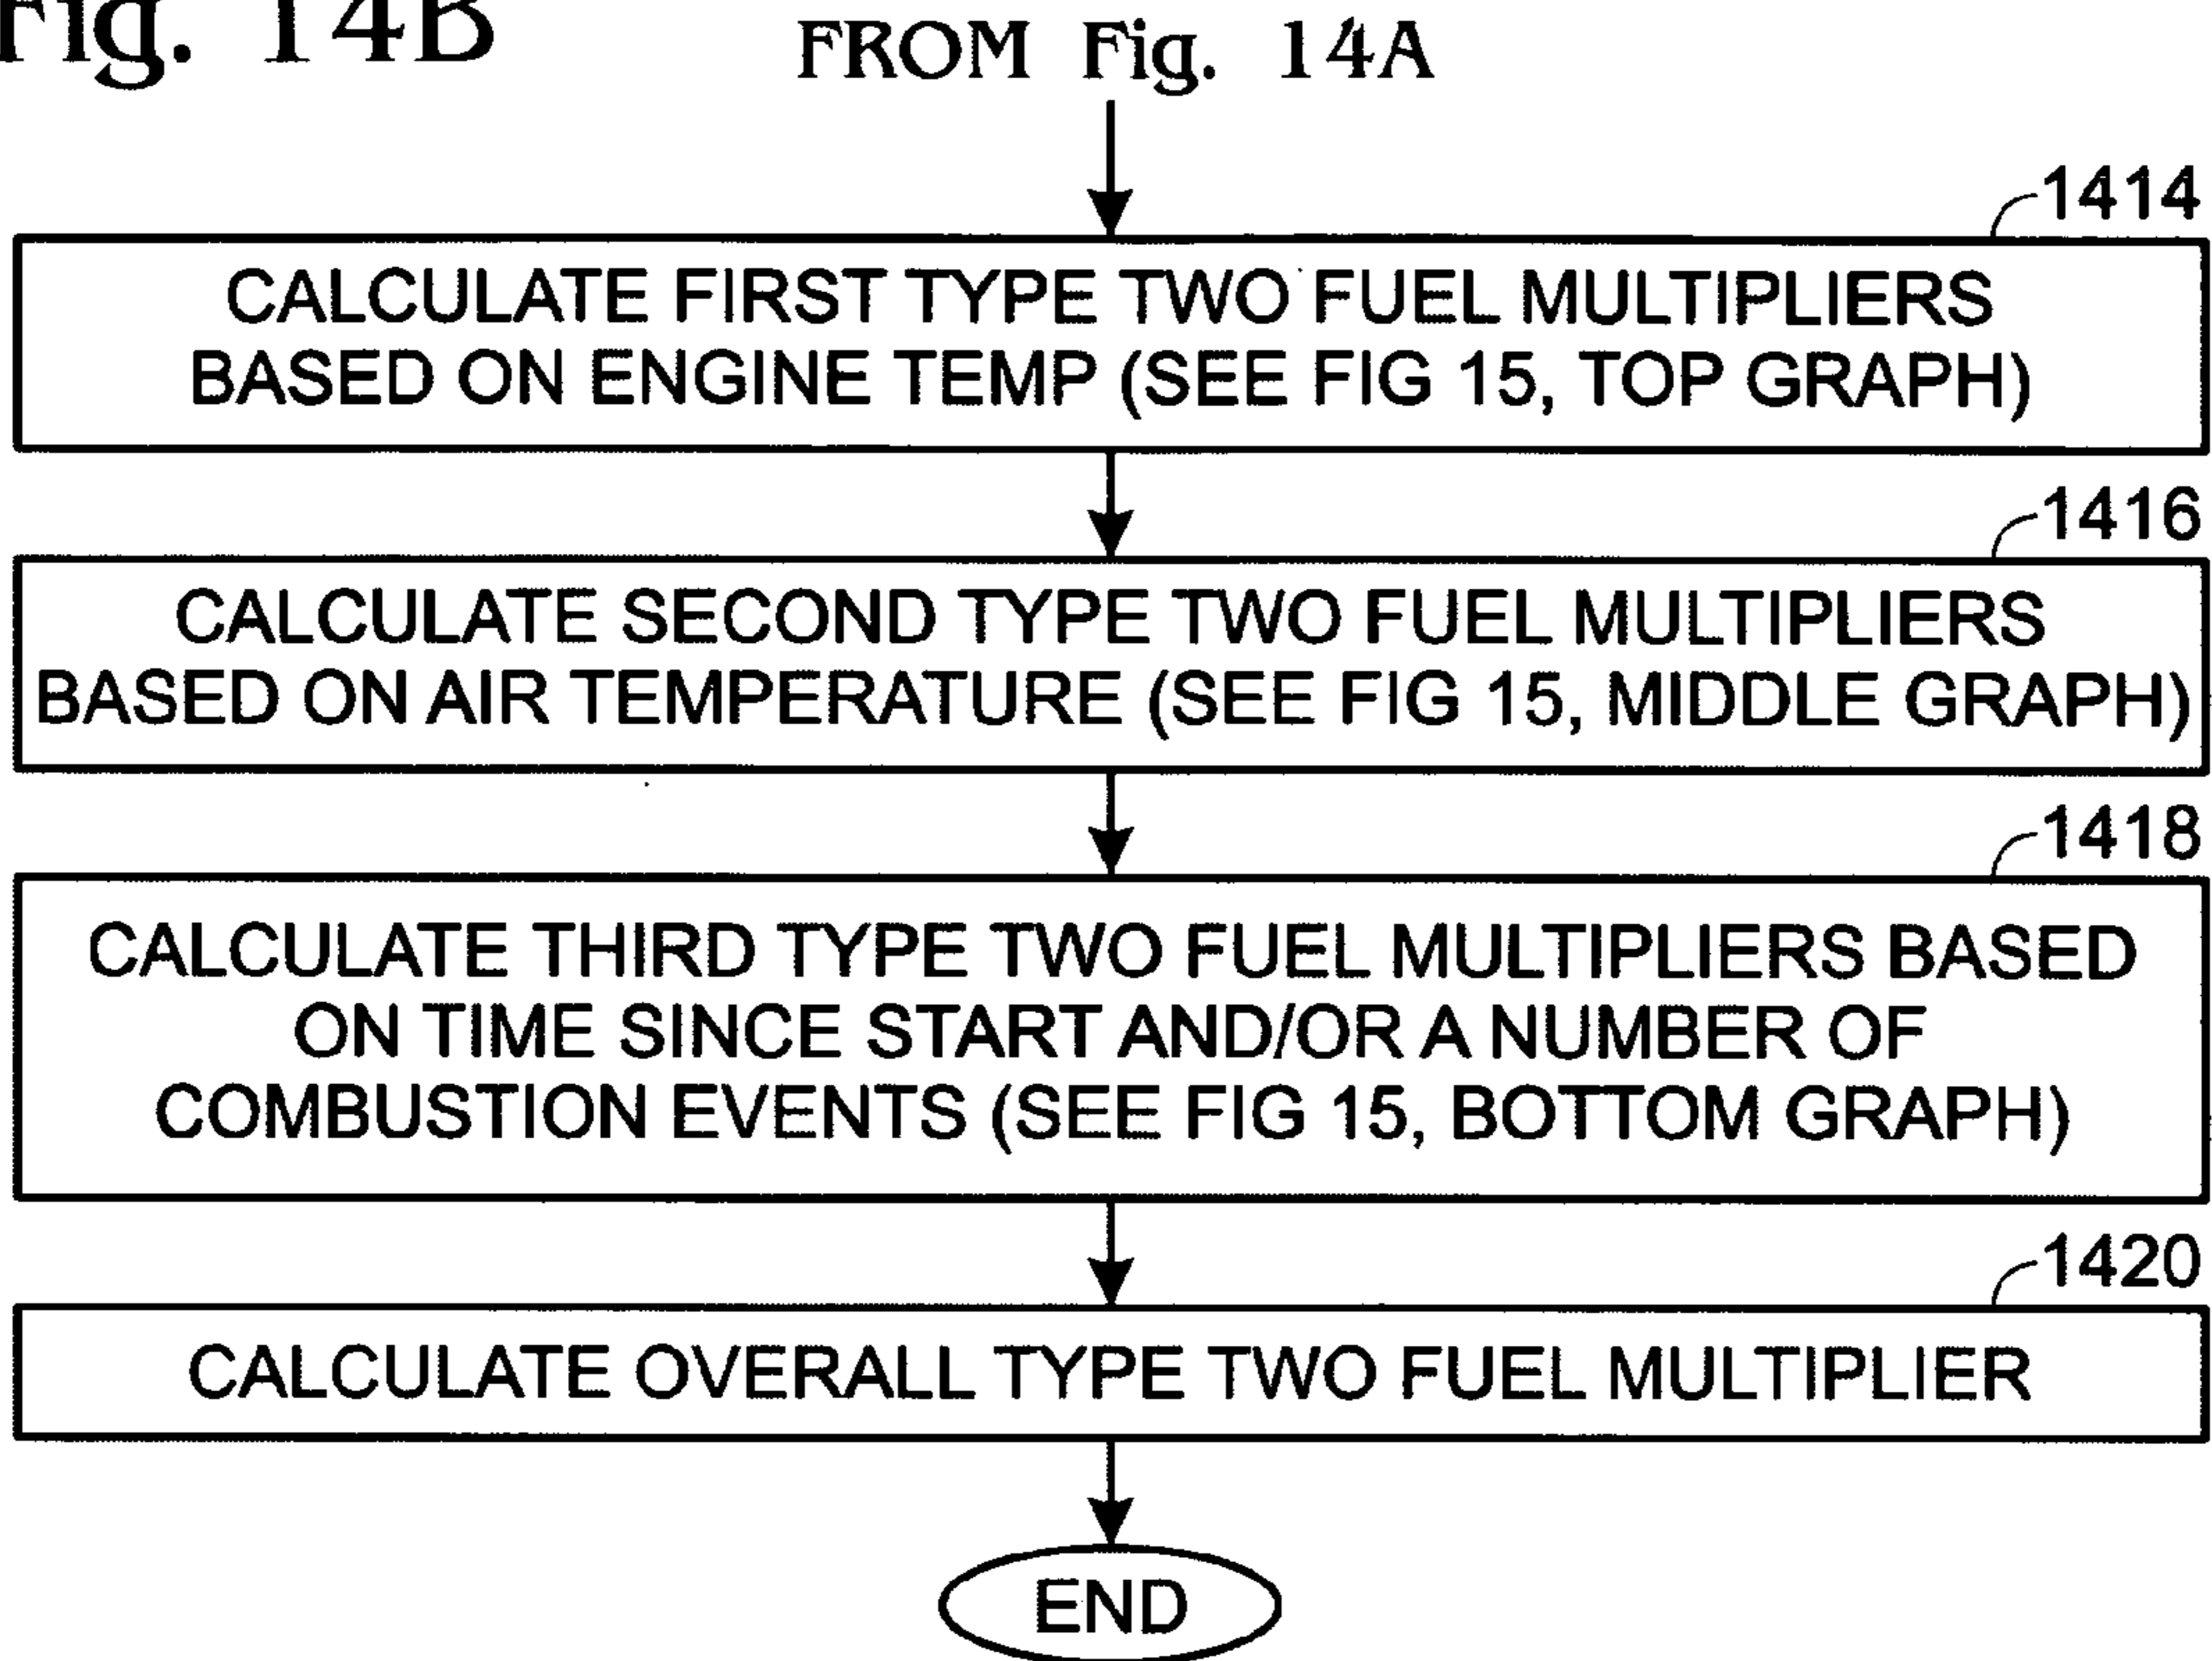 Fig. 14B
FROM Fig. 14A
1414
CALCULATE FIRST TYPE TWO FUEL MULTIPLIERS
BASED ON ENGINE TEMP (SEE FIG 15, TOP GRAPH)
1416
CALCULATE SECOND TYPE TWO FUEL MULTIPLIERS
BASED ON AIR TEMPERATURE (SEE FIG 15, MIDDLE GRAPH)
1418
CALCULATE THIRD TYPE TWO FUEL MULTIPLIERS BASED
ON TIME SINCE START AND/OR A NUMBER OF
COMBUSTION EVENTS (SEE FIG 15, BOTTOM GRAPH)
1420
CALCULATE OVERALL TYPE TWO FUEL MULTIPLIER
END